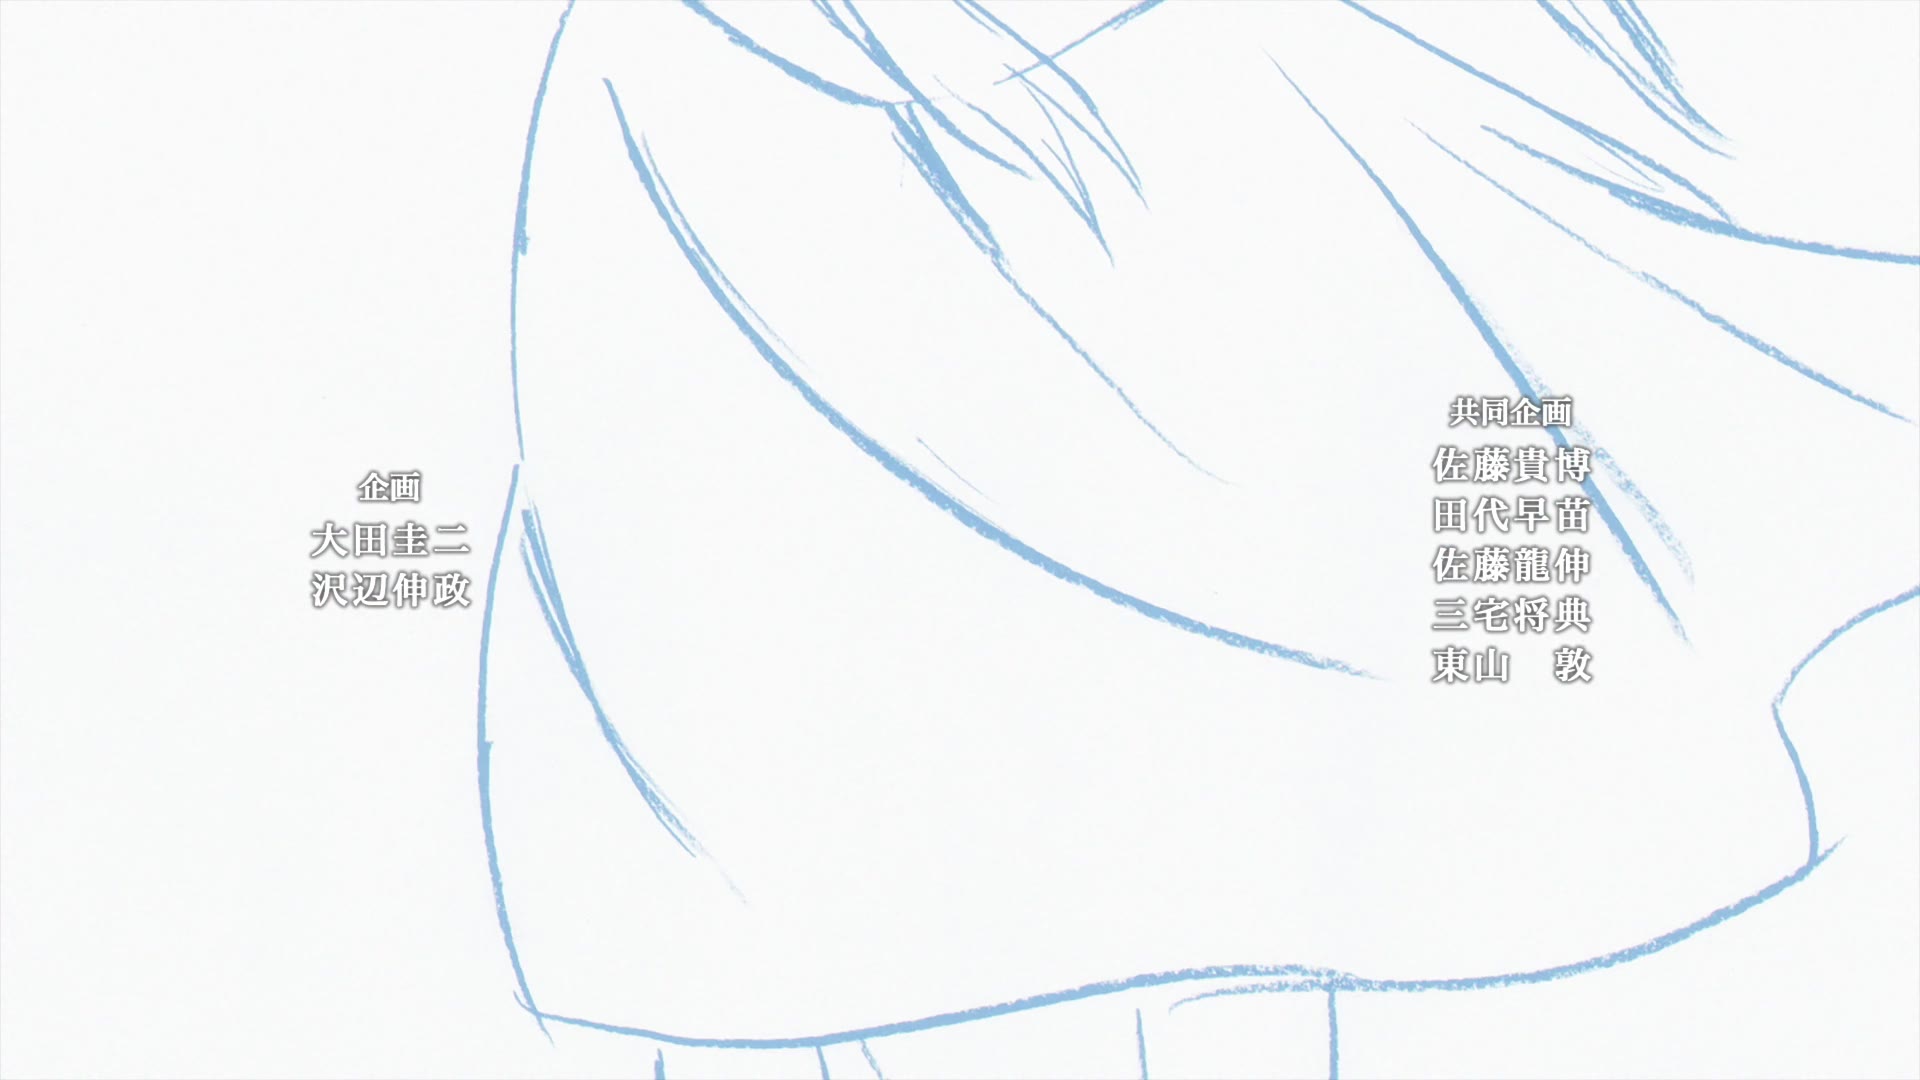 企画
大田圭二
沢辺伸政
共同企画
佐藤貴博
田代早苗
佐藤龍伸
三宅将典
東山　敦